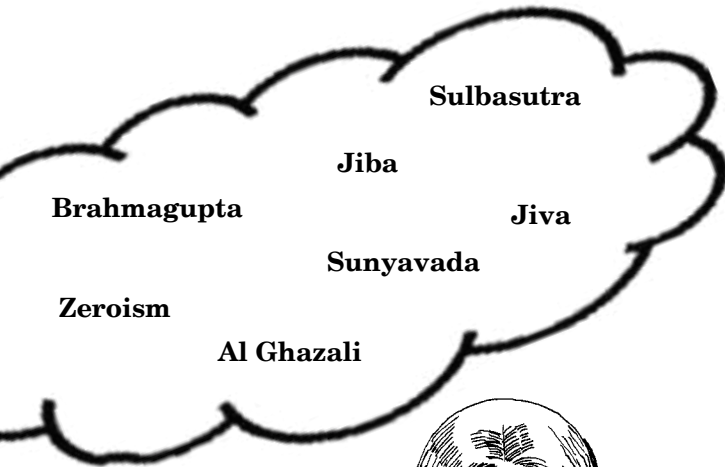 Sulbasutra
Jiba
Brahmagupta
Jiva
Sunyavada
Zeroism
Al Ghazali